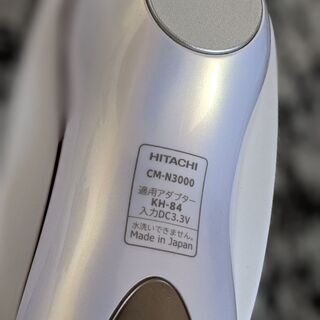 HITACHI
CM-N3000
適用アダプター
KH-84
入力DC3.3V
水洗いできません。
Made in Japan